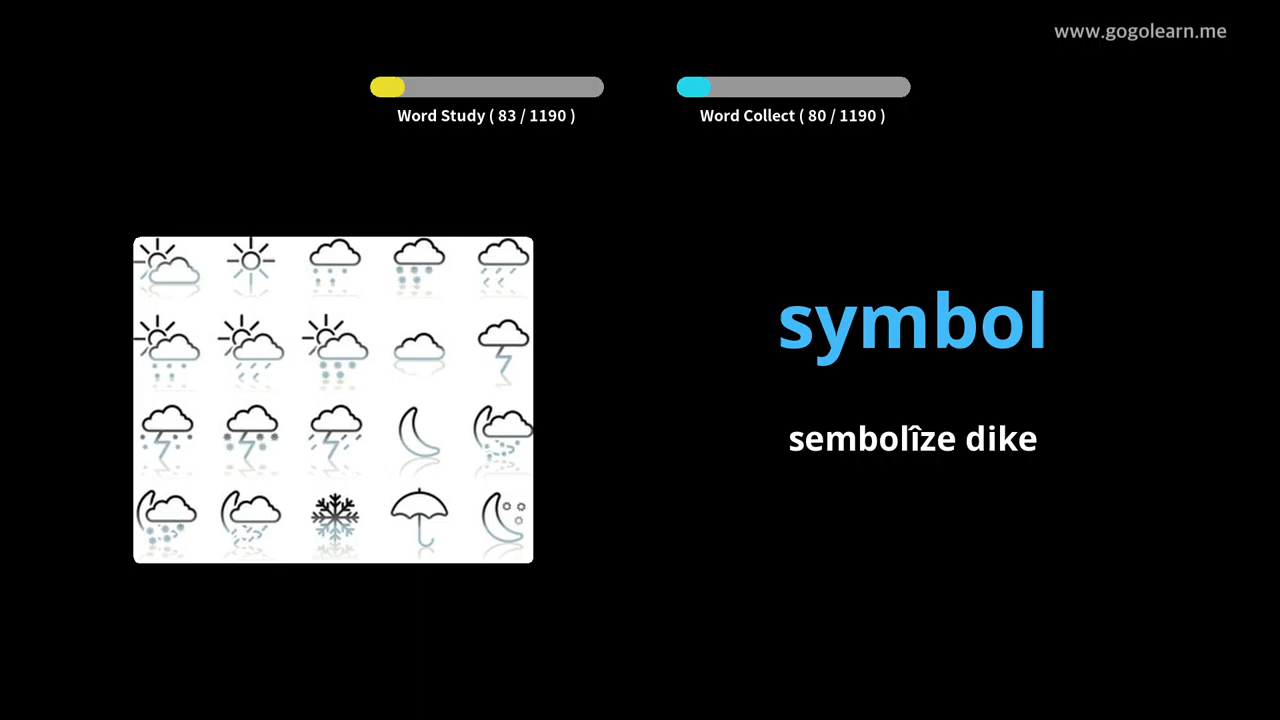 www.gogolearn.me
Word Study ( 83 / 1190 )
Word Collect ( 80 / 1190 )
symbol
sembolîze dike